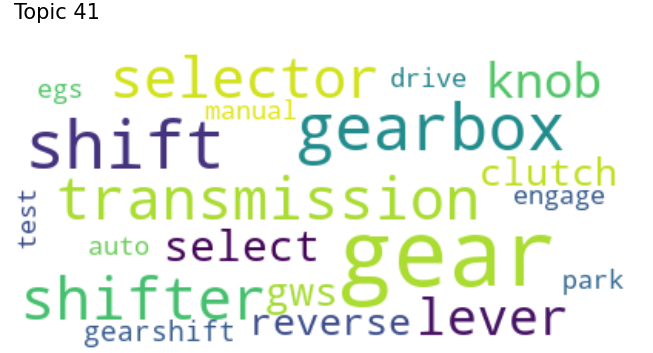 Topic 41
egs selector drive knob
manual
shift gearbox
clutch
test transmission engage
auto select gear
park
shifter gws
gearshift reverse lever